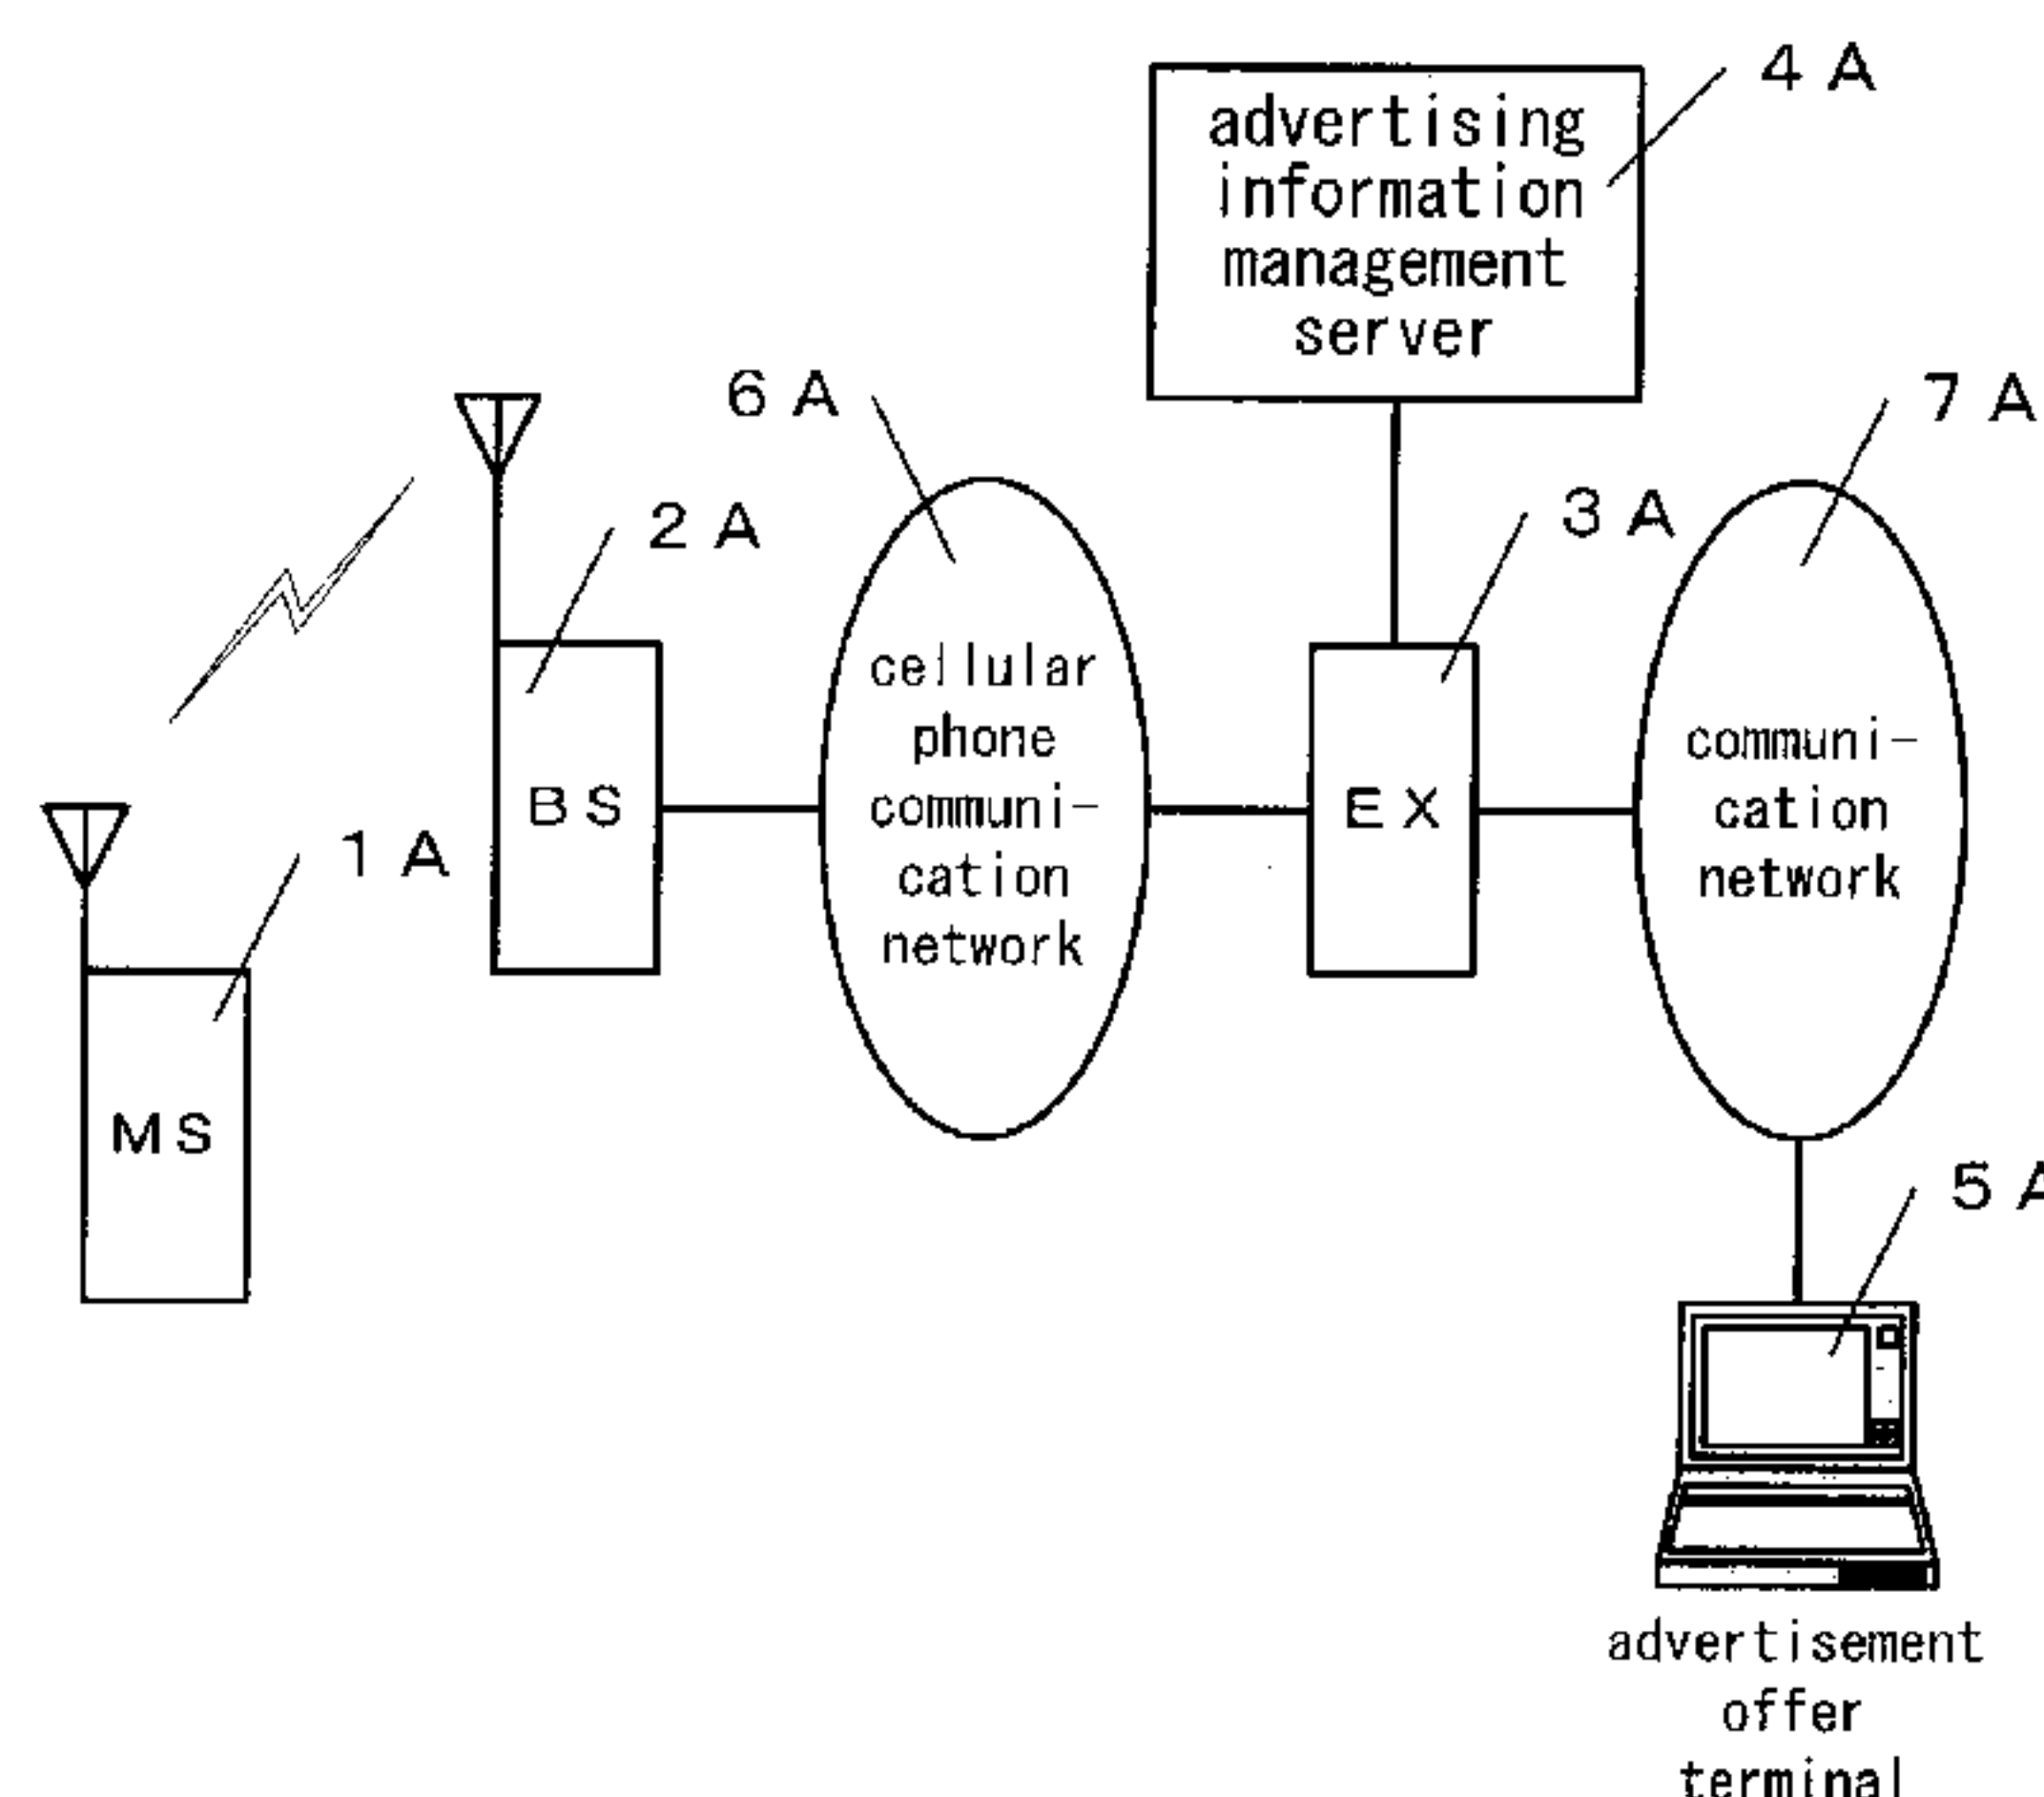 4A
advertising
information
management
server
6A
7A
2A
3A
cellular
phone
communi-
cation
network
communi-
cation
network
BS
EX
1A
MS
5A
advertisement
offer
terminal